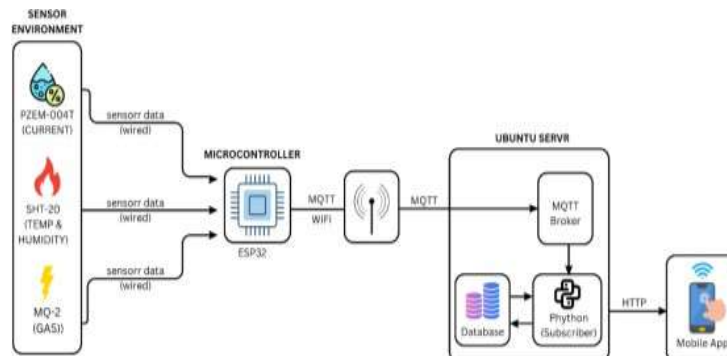 SENSOR
ENVIRONMENT
PZEM-004T
(CURRENT)
SHT-20
(TEMP &
HUMIDITY)
MQ-2
(GAS))
sensorr data
(wired)
sensorr data
(wired)
sensorr data
(wired)
MICROCONTROLLER
ESP32
MQTT
WIFI
MQTT
UBUNTU SERVR
MQTT
Broker
Database
Phython
(Subscriber)
HTTP
Mobile App